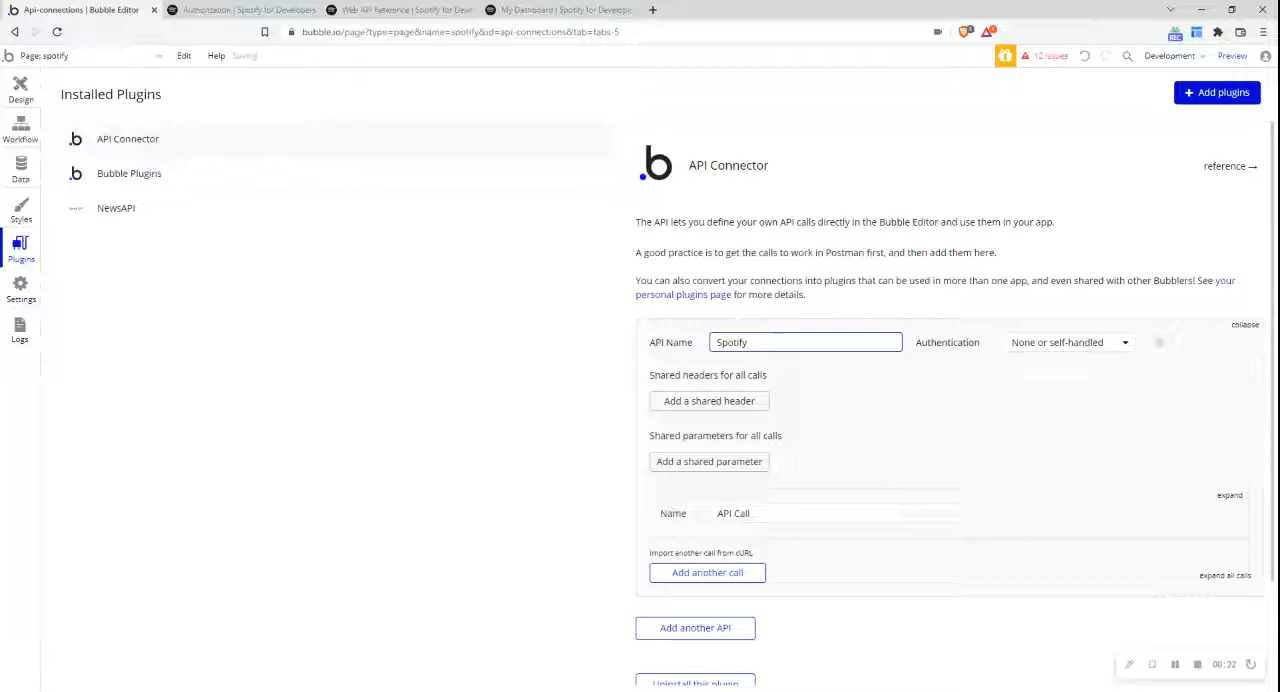 Api-connections | Bubble Editor
Authorization | Spotify for Developers
Web API Reference | Spotify for Deve
My Dashboard | Spotify for Develope
bubble.io/page?type=page&name=spotify&id=api-connections&tab=tabs-5
Page: spotify
Edit
Help
Saving...
12 issues
Development
Preview
Design
Workflow
Data
Styles
Plugins
Settings
Logs
Installed Plugins
+ Add plugins
API Connector
Bubble Plugins
NewsAPI
.b
API Connector
reference →
The API lets you define your own API calls directly in the Bubble Editor and use them in your app.
A good practice is to get the calls to work in Postman first, and then add them here.
You can also convert your connections into plugins that can be used in more than one app, and even shared with other Bubblers! See your
personal plugins page for more details.
collapse
API Name
Spotify
Authentication
None or self-handled
Shared headers for all calls
Add a shared header
Shared parameters for all calls
Add a shared parameter
expand
Name
API Call
Import another call from cURL
Add another call
expand all calls
Add another API
Uninstall this plugin
00:22